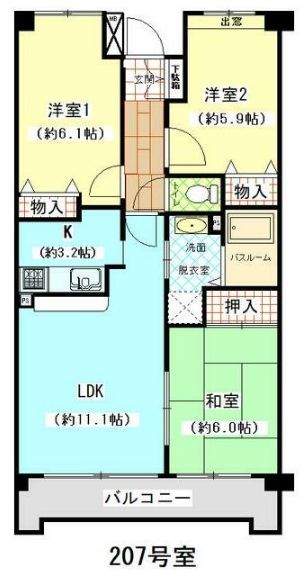 MB
出窓
玄関
下駄箱
洋室1
(約6.1帖)
洋室2
(約5.9帖)
物入
物入
K
(約3.2帖)
PS
洗面
脱衣室
バスルーム
PS
PS
押入
LDK
(約11.1帖)
和室
(約6.0帖)
バルコニー
207号室